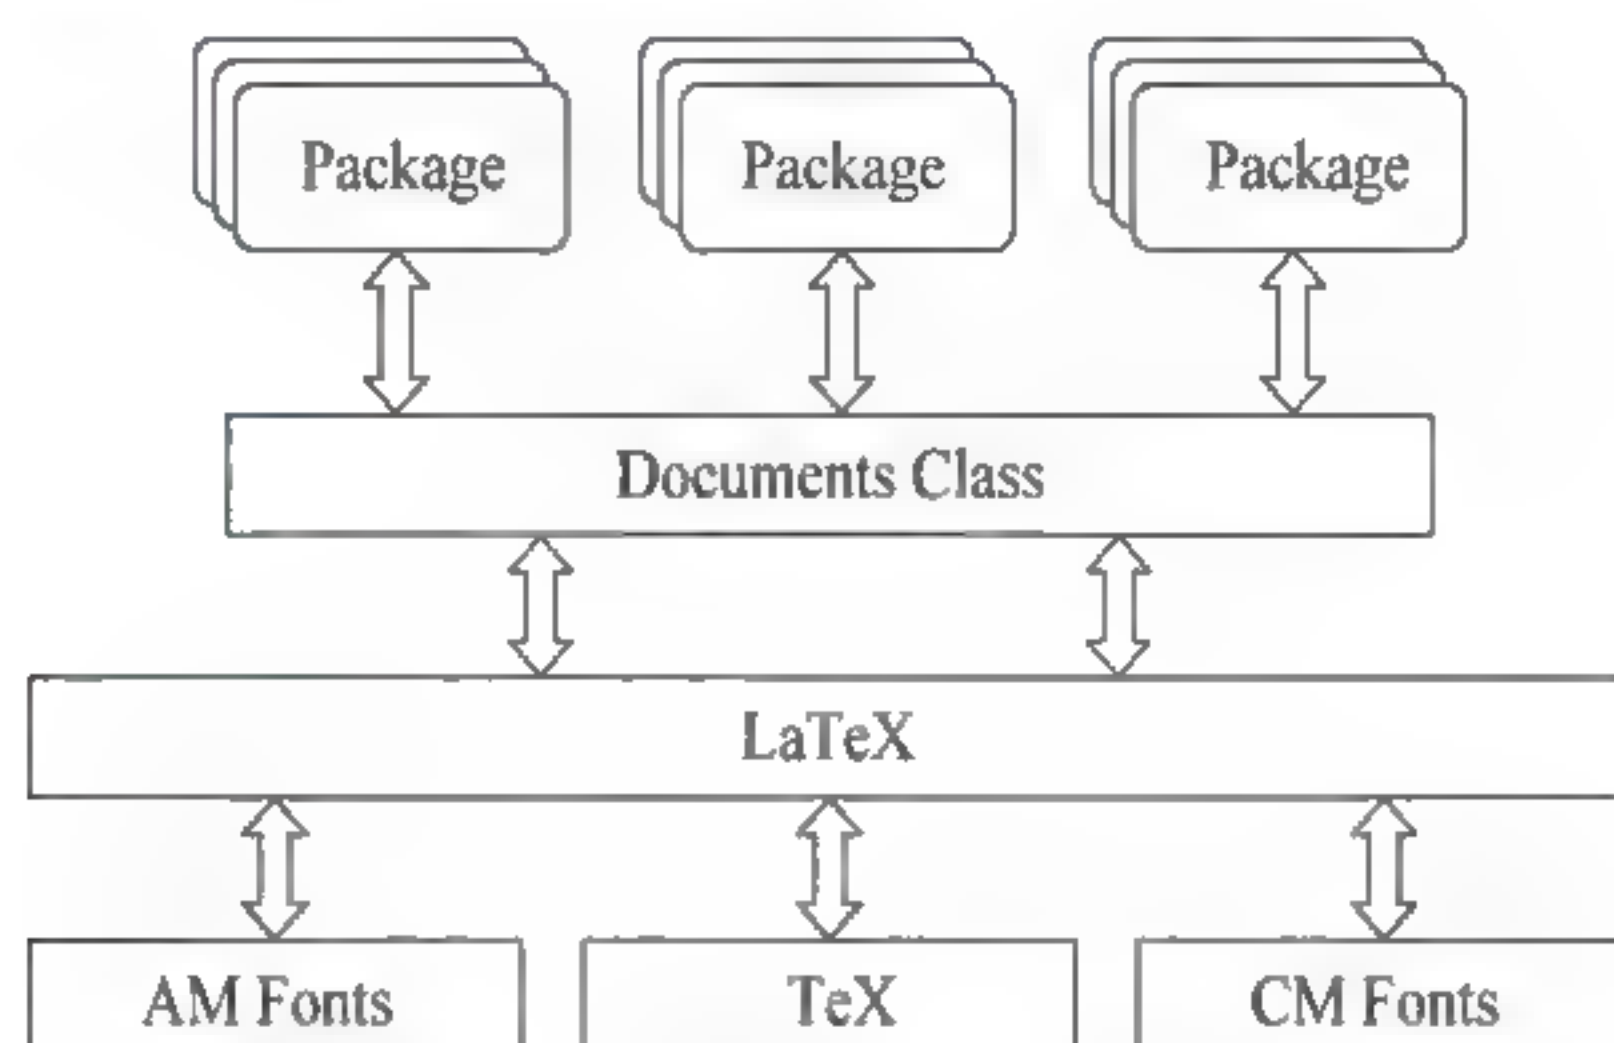 Package Package Package
Documents Class
LaTeX
AM Fonts TeX CM Fonts